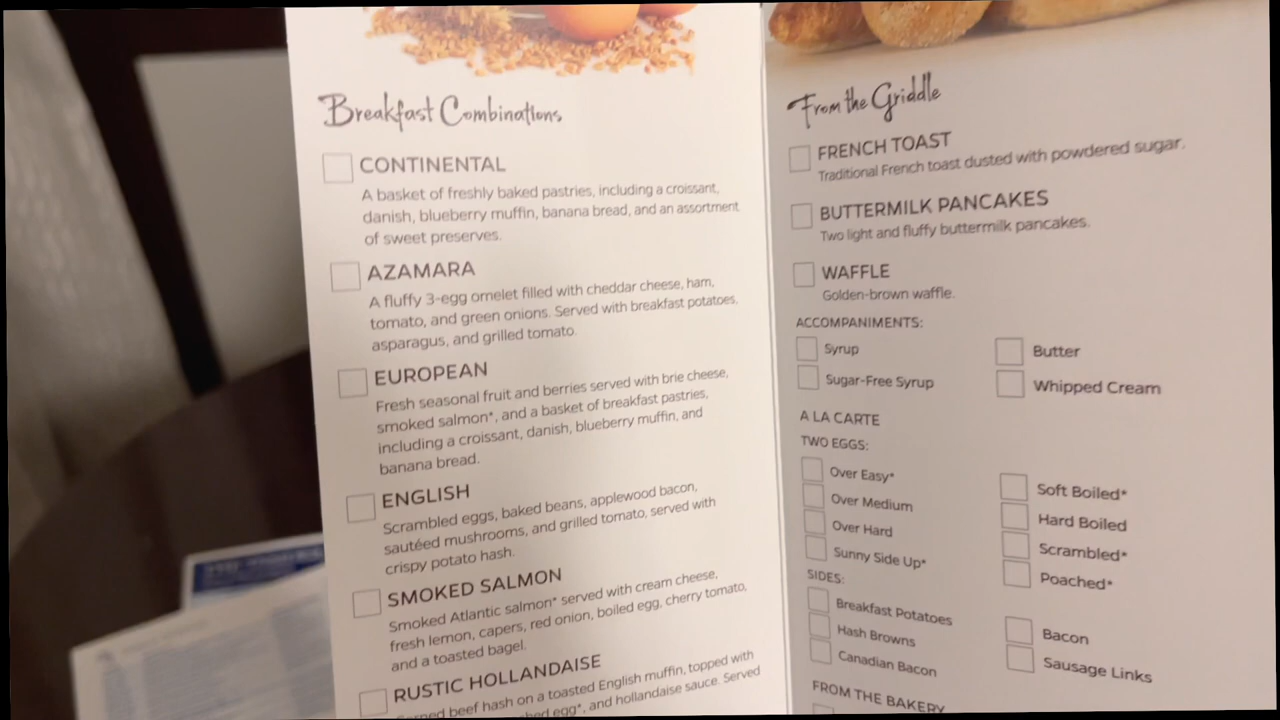 Breakfast Combinations
CONTINENTAL
A basket of freshly baked pastries, including a croissant,
danish, blueberry muffin, banana bread, and an assortment
of sweet preserves.
AZAMARA
A fluffy 3-egg omelet filled with cheddar cheese, ham,
tomato, and green onions. Served with breakfast potatoes,
asparagus, and grilled tomato.
EUROPEAN
Fresh seasonal fruit and berries served with brie cheese,
smoked salmon*, and a basket of breakfast pastries,
including a croissant, danish, blueberry muffin, and
banana bread.
ENGLISH
Scrambled eggs, baked beans, applewood bacon,
sautéed mushrooms, and grilled tomato, served with
crispy potato hash.
SMOKED SALMON
Smoked Atlantic salmon* served with cream cheese,
fresh lemon, capers, red onion, boiled egg, cherry tomato,
and a toasted bagel.
RUSTIC HOLLANDAISE
beef hash on a toasted English muffin, topped with
egg*, and hollandaise sauce. Served
From the Griddle
FRENCH TOAST
Traditional French toast dusted with powdered sugar.
BUTTERMILK PANCAKES
Two light and fluffy buttermilk pancakes.
WAFFLE
Golden-brown waffle.
ACCOMPANIMENTS:
Syrup
Butter
Sugar-Free Syrup
Whipped Cream
A LA CARTE
TWO EGGS:
Over Easy*
Soft Boiled*
Over Medium
Hard Boiled
Over Hard
Scrambled*
Sunny Side Up*
Poached*
SIDES:
Breakfast Potatoes
Bacon
Hash Browns
Sausage Links
Canadian Bacon
FROM THE BAKERY